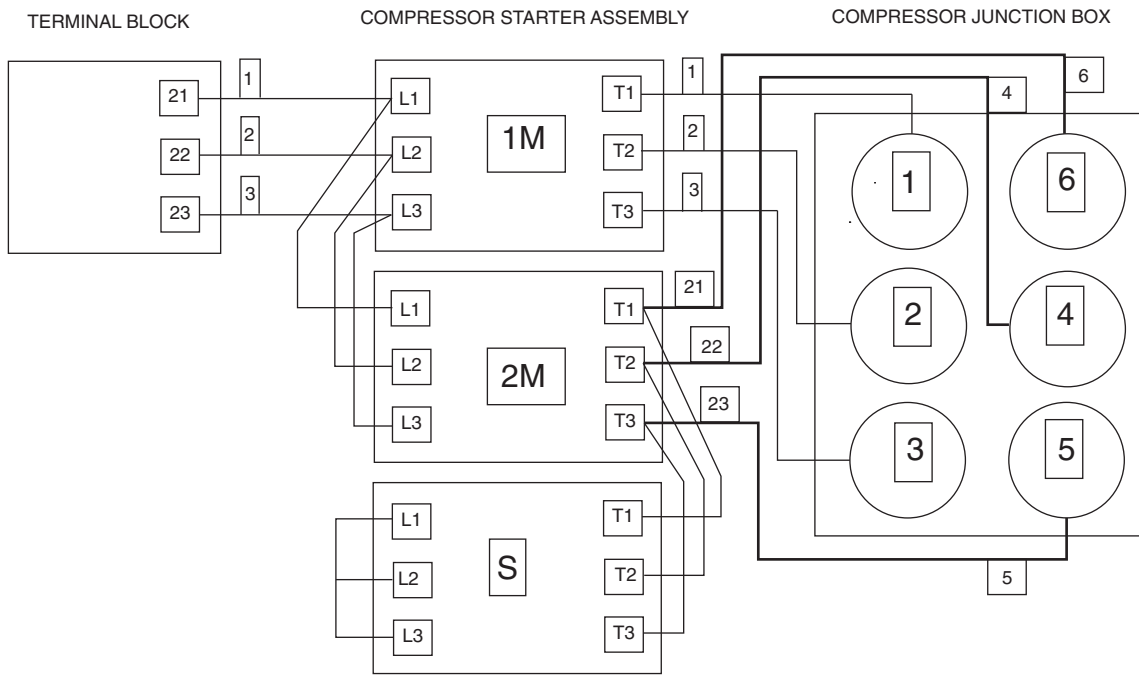 TERMINAL BLOCK
COMPRESSOR STARTER ASSEMBLY
COMPRESSOR JUNCTION BOX
21
22
23
1
2
3
L1
L2
L3
1M
T1
T2
T3
1
2
3
L1
L2
L3
2M
T1
T2
T3
21
22
23
L1
L2
L3
S
T1
T2
T3
4
6
5
1
6
2
4
3
5